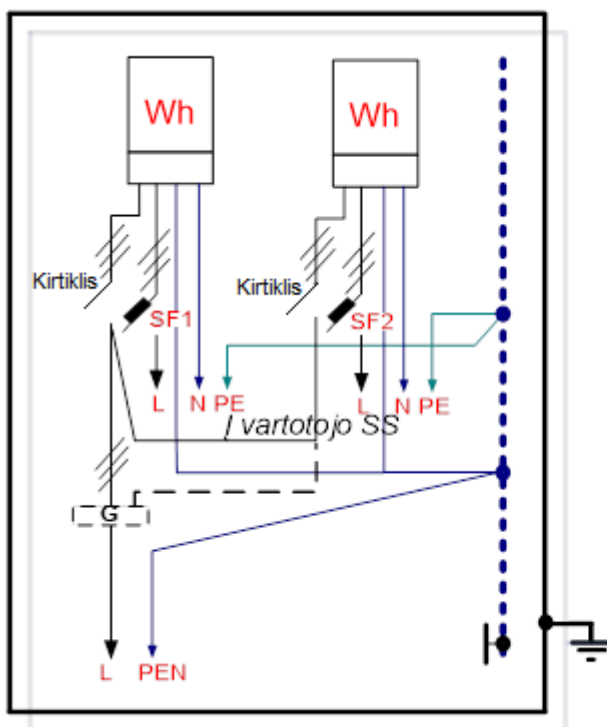 Wh Wh
Kirtiklis Kirtiklis
SF1 SF2
L N PE L N PE
Į vartotojo SS
G
L PEN